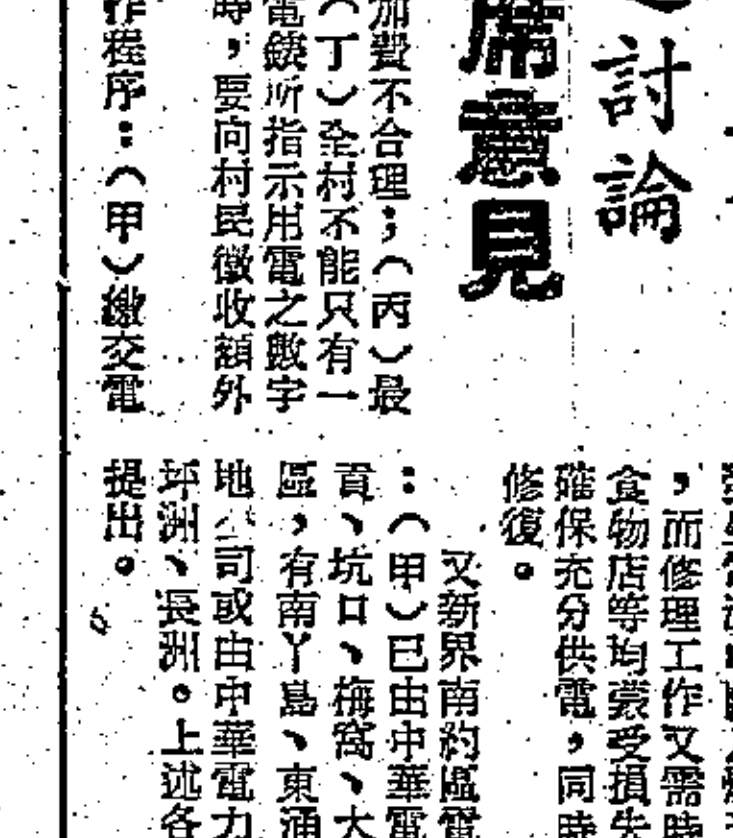 討論
席意見
加費不合理；（丙）最
（丁）全村不能只有一
電錶所指示用電之數字
時，要向村民徵收額外
作程序：（甲）繳交電
，而修理工作又需時
食物店等均蒙受損失
確保充分供電，同時
修復。
又新界南約區電
：（甲）已由中華電
貢、坑口、梅窩、大
區，有南丫島、東涌
地 司或由中華電力
坪洲、長洲。上述各
提出。